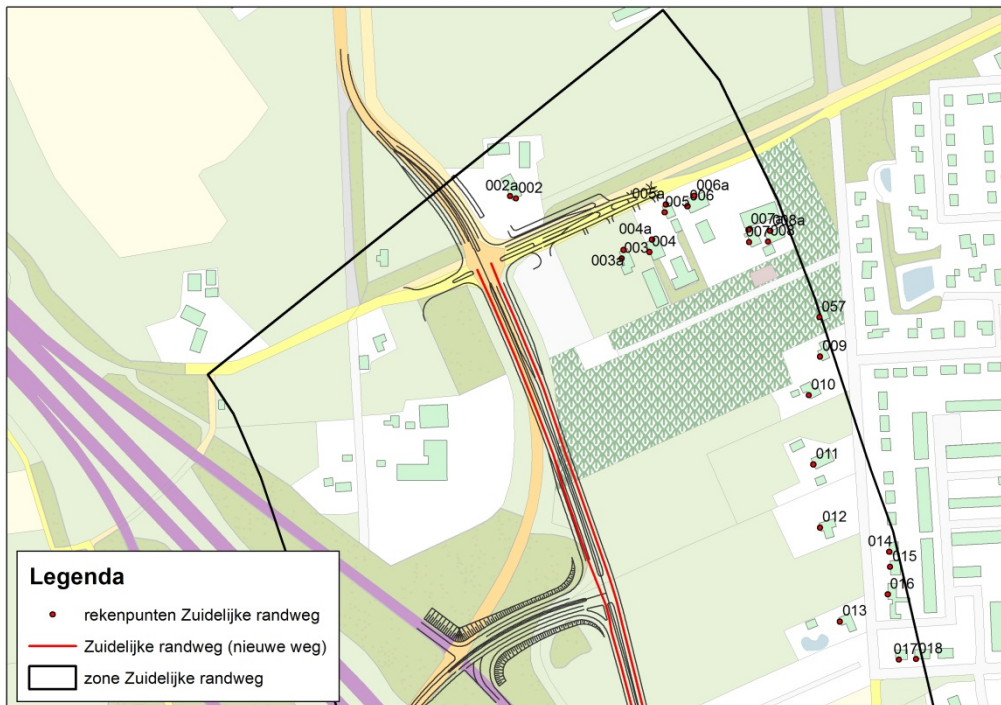 002a 002
005a
006a
005 006
004a
003 004
003a
007a 008a
007 008
057
009
010
011
012
014
015
016
013
017 018
Legenda
rekenpunten Zuidelijke randweg
Zuidelijke randweg (nieuwe weg)
zone Zuidelijke randweg